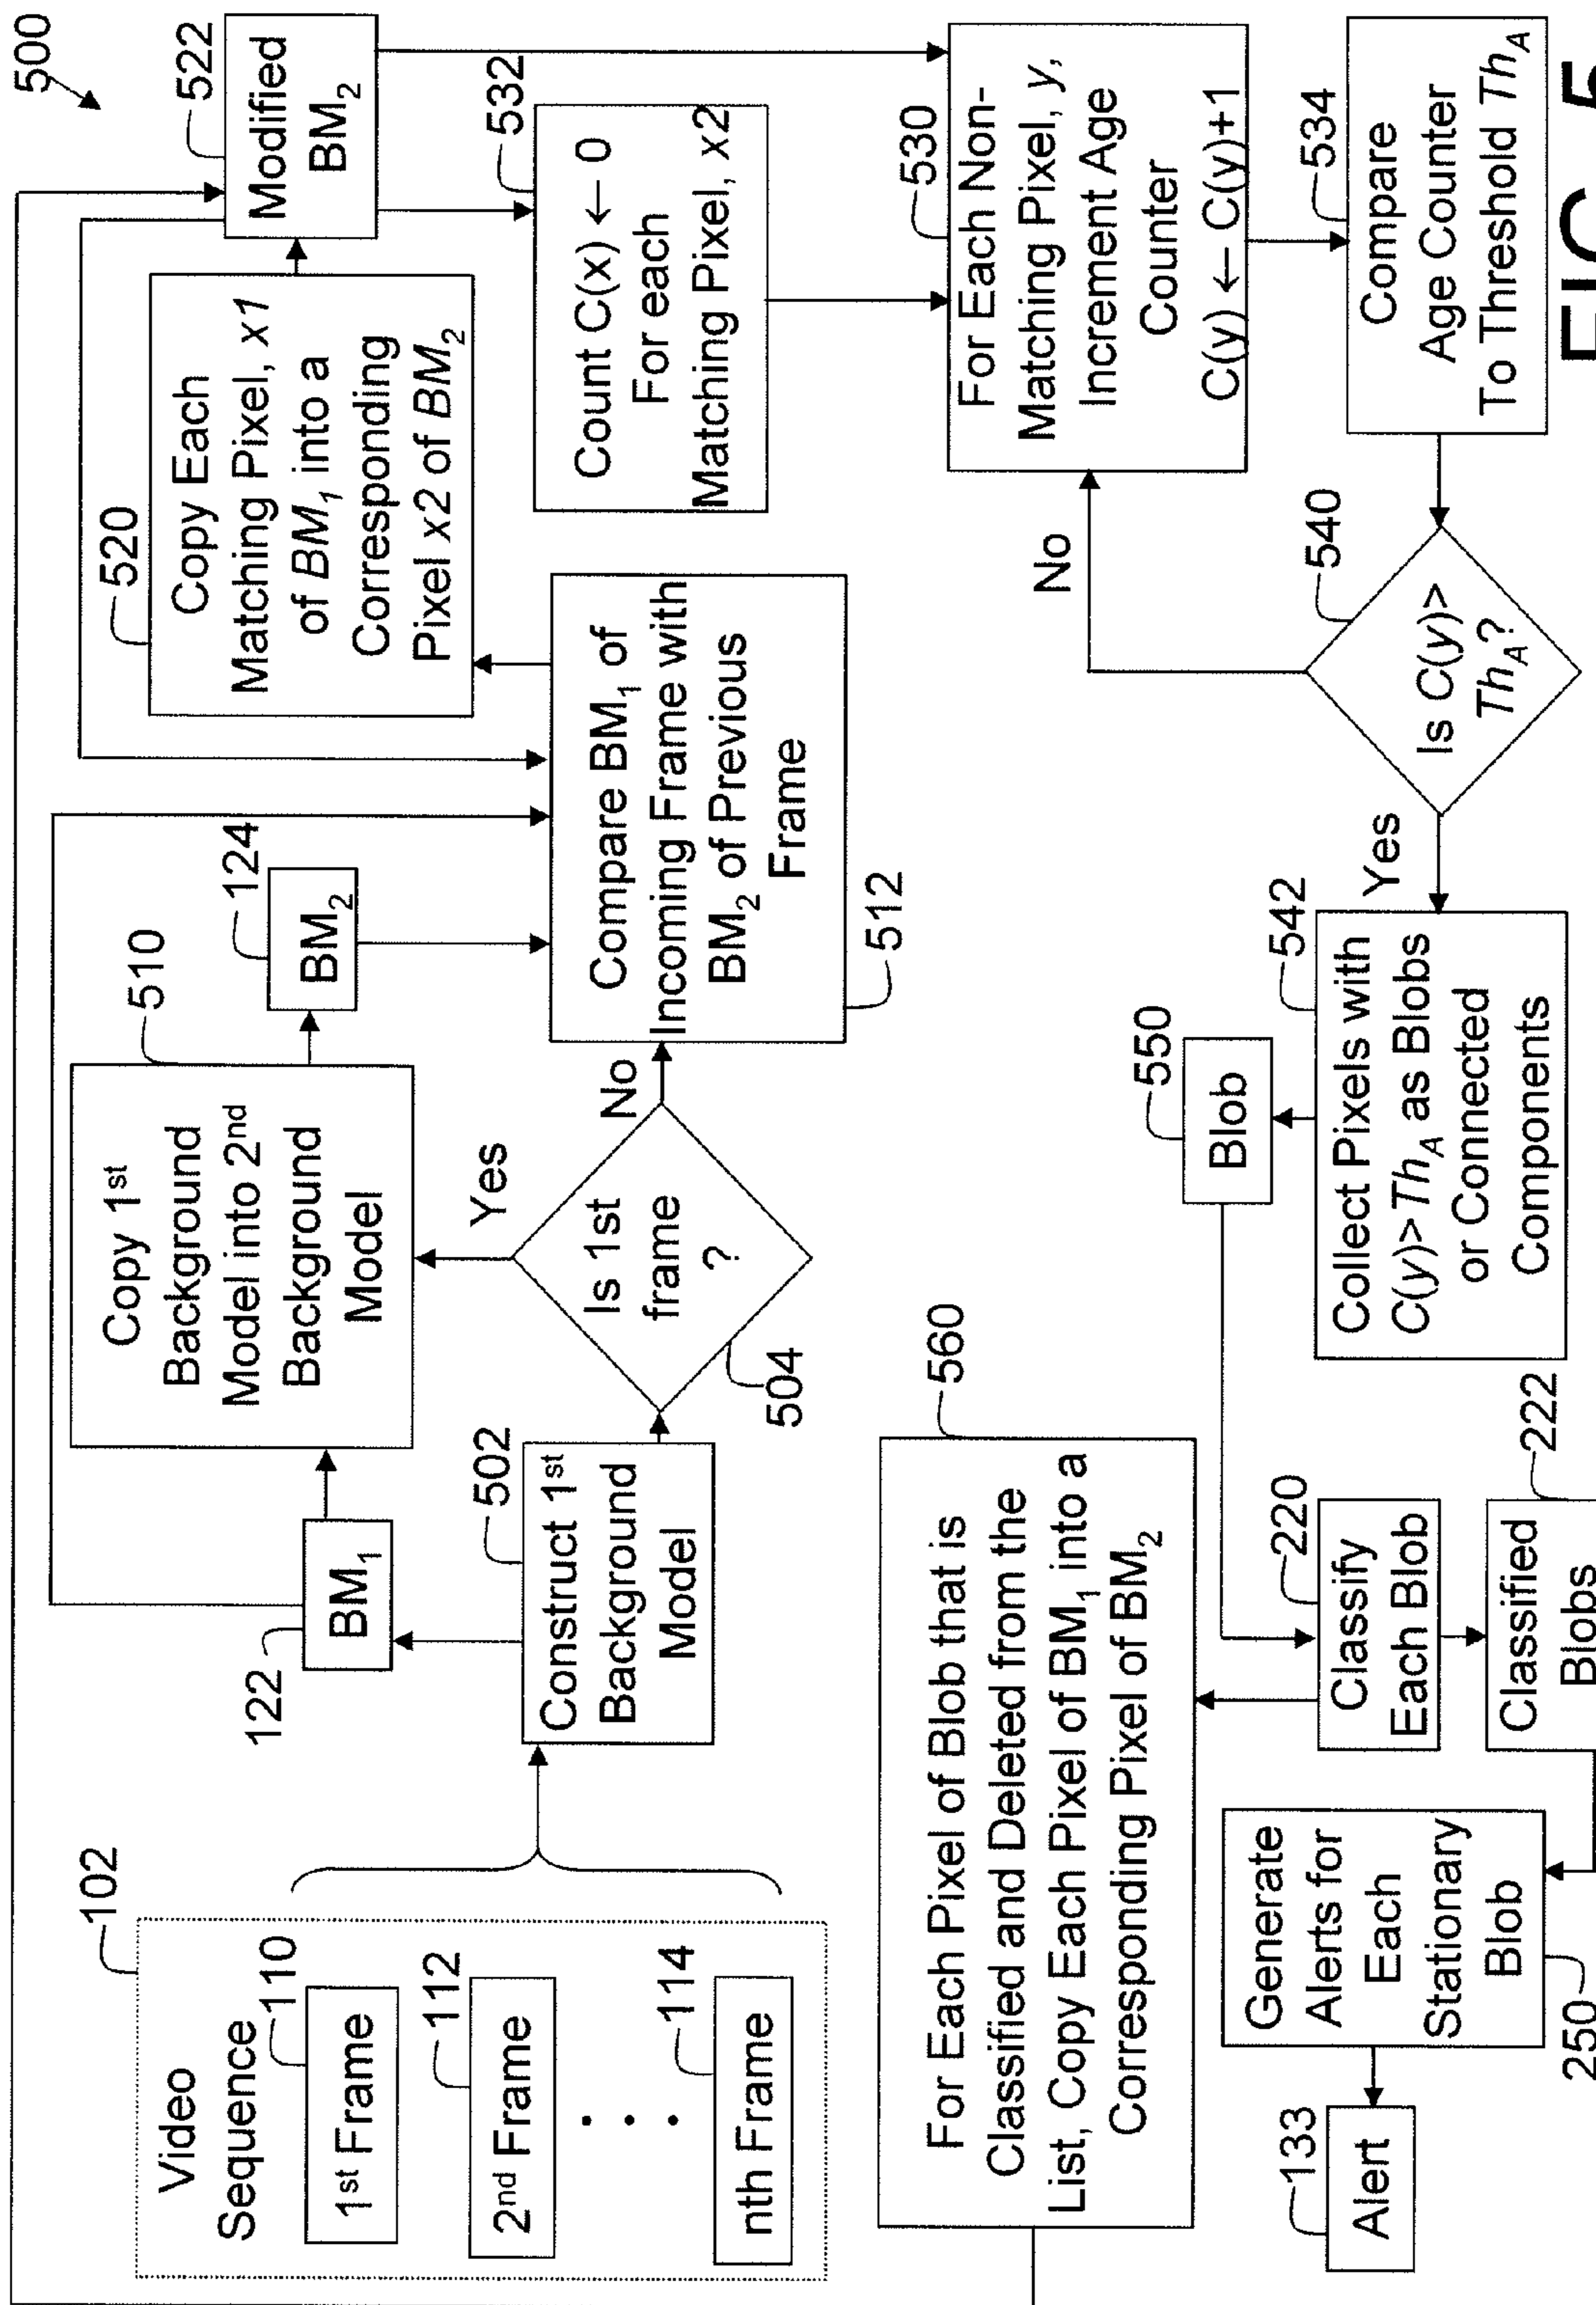 500
102
Video
Sequence
110
1st Frame
112
2nd Frame
114
nth Frame
122
BM1
502
Construct 1st
Background
Model
510
Copy 1st
Background
Model into 2nd
Background
Model
124
BM2
504
Is 1st
frame
?
Yes
No
Compare BM1 of
Incoming Frame with
BM2 of Previous
Frame
512
520
Copy Each
Matching Pixel, x1
of BM1 into a
Corresponding
Pixel x2 of BM2
522
Modified
BM2
532
Count C(x) ← 0
For each
Matching Pixel, x2
530
For Each Non-
Matching Pixel, y,
Increment Age
Counter
C(y) ← C(y)+1
534
Compare
Age Counter
To Threshold ThA
540
Is C(y)>
ThA?
No
Yes
542
Collect Pixels with
C(y)> ThA as Blobs
or Connected
Components
550
Blob
560
For Each Pixel of Blob that is
Classified and Deleted from the
List, Copy Each Pixel of BM1 into a
Corresponding Pixel of BM2
220
Classify
Each Blob
222
Classified
Blobs
Generate
Alerts for
Each
Stationary
Blob
250
133
Alert
FIG. 5